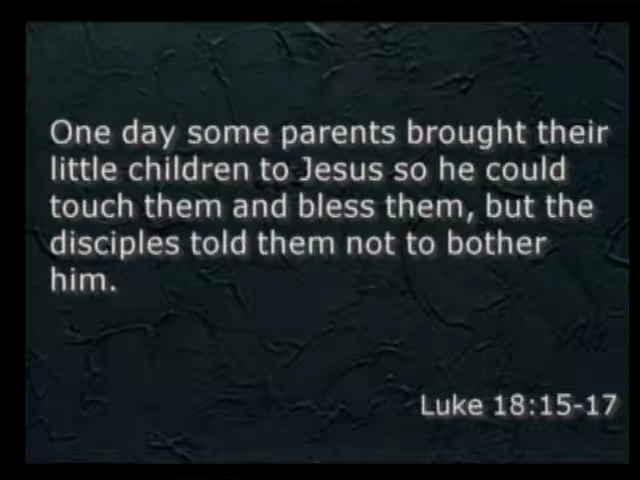 One day some parents brought their
little children to Jesus so he could
touch them and bless them, but the
disciples told them not to bother
him.
Luke 18:15-17